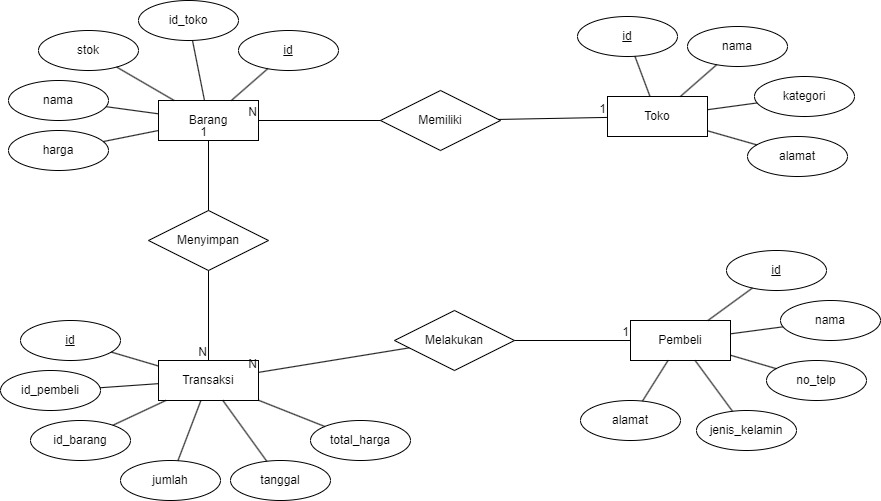 id_toko
stok
id
nama
harga
Barang
N
1
Memiliki
1
Toko
id
nama
kategori
alamat
Menyimpan
N
id
id_pembeli
id_barang
jumlah
tanggal
total_harga
Transaksi
N
Melakukan
1
Pembeli
id
nama
no_telp
jenis_kelamin
alamat